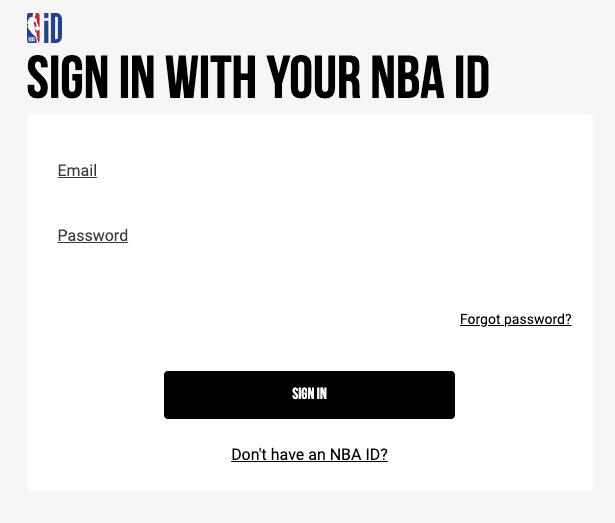 iD
SIGN IN WITH YOUR NBA ID
Email
Password
Forgot password?
SIGN IN
Don't have an NBA ID?